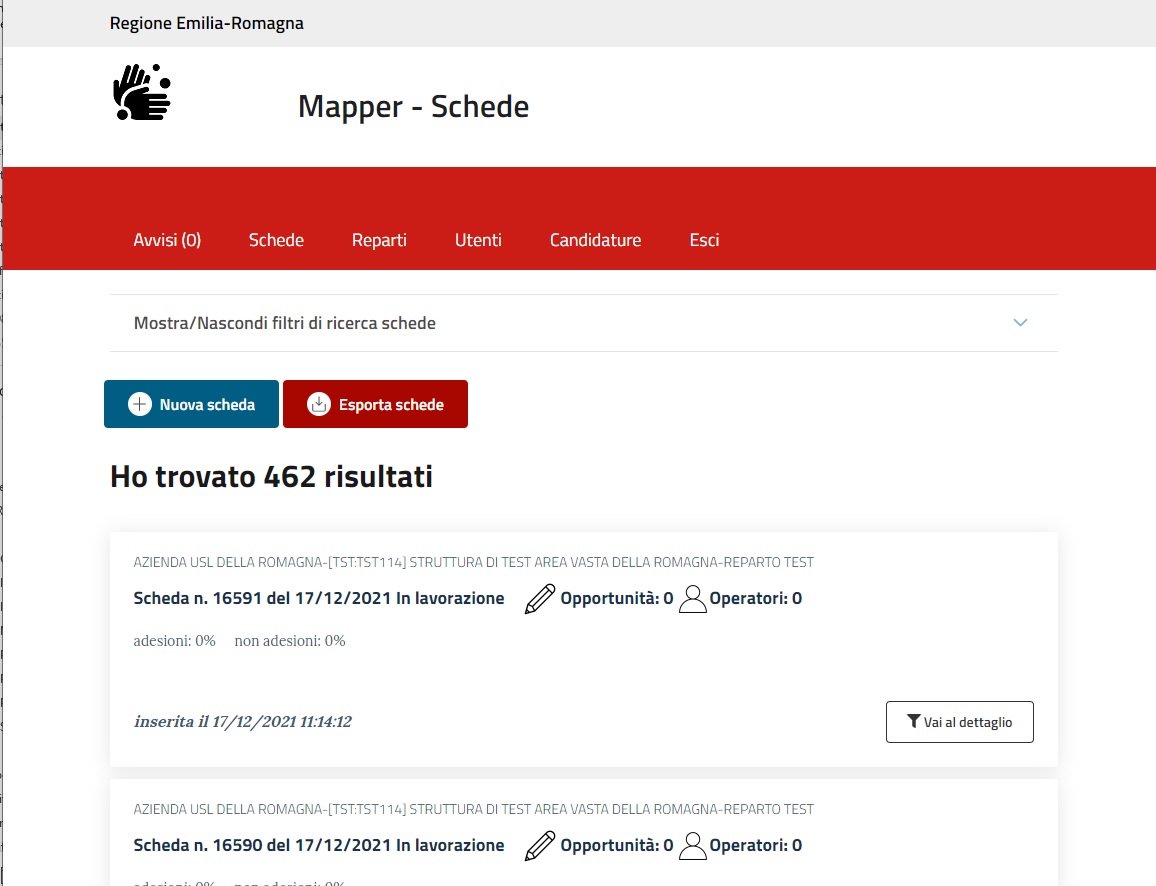 Regione Emilia-Romagna
Mapper - Schede
Avvisi (0) Schede Reparti Utenti Candidature Esci
Mostra/Nascondi filtri di ricerca schede
Nuova scheda Esporta schede
Ho trovato 462 risultati
AZIENDA USL DELLA ROMAGNA-[TST:TST114] STRUTTURA DI TEST AREA VASTA DELLA ROMAGNA-REPARTO TEST
Scheda n. 16591 del 17/12/2021 In lavorazione Opportunità: 0 Operatori: 0
adesioni: 0% non adesioni: 0%
inserita il 17/12/2021 11:14:12 Vai al dettaglio
AZIENDA USL DELLA ROMAGNA-[TST:TST114] STRUTTURA DI TEST AREA VASTA DELLA ROMAGNA-REPARTO TEST
Scheda n. 16590 del 17/12/2021 In lavorazione Opportunità: 0 Operatori: 0
adesioni: 0% non adesioni: 0%